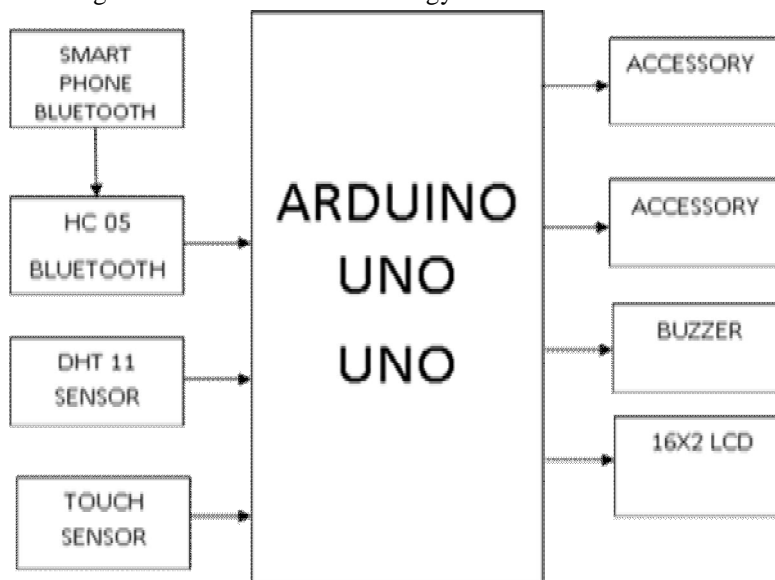 SMART
PHONE
BLUETOOTH
HC 05
BLUETOOTH
DHT 11
SENSOR
TOUCH
SENSOR
ARDUINO
UNO
UNO
ACCESSORY
ACCESSORY
BUZZER
16X2 LCD